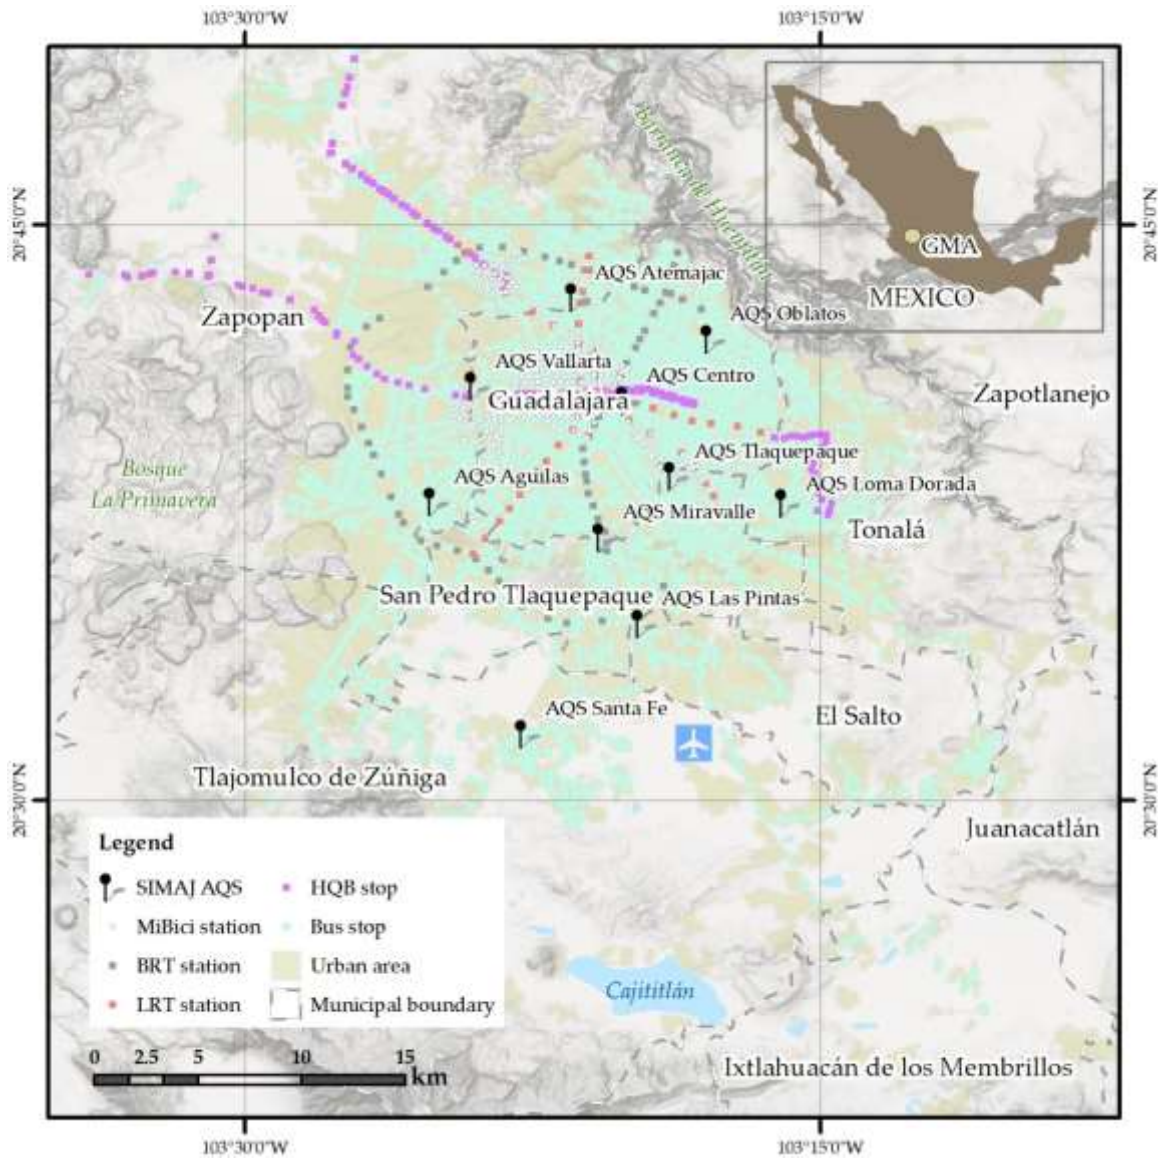 103°30'0"W
103°15'0"W
Barranca de Huentitán
20°45'0"N
20°45'0"N
GMA
MEXICO
AQS Atemajac
Zapopan
AQS Oblatos
AQS Vallarta
AQS Centro
Guadalajara
Zapotlanejo
AQS Tlaquepaque
Bosque
La Primavera
AQS Aguilas
AQS Loma Dorada
AQS Miravalle
Tonalá
San Pedro Tlaquepaque
AQS Las Pintas
AQS Santa Fe
El Salto
Tlajomulco de Zúñiga
20°30'0"N
20°30'0"N
Juanacatlán
Legend
SIMAJ AQS
HQB stop
MiBici station
Bus stop
BRT station
Urban area
LRT station
Municipal boundary
Cajititlán
0 2.5 5 10 15
km
Ixtlahuacán de los Membrillos
103°30'0"W
103°15'0"W